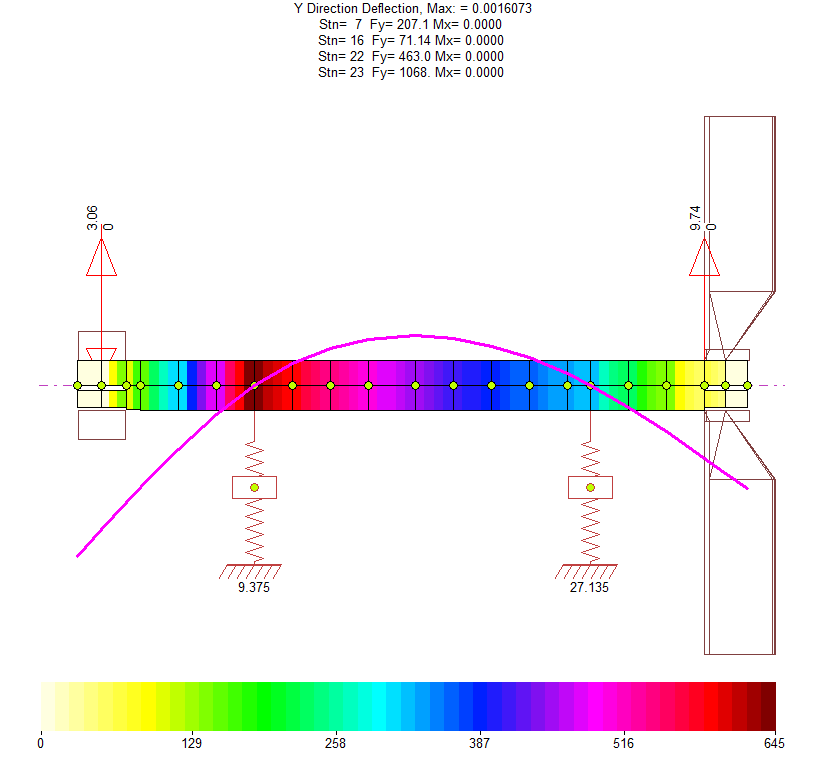 Y Direction Deflection, Max: = 0.0016073
Stn=  7  Fy= 207.1 Mx= 0.0000
Stn= 16  Fy= 71.14 Mx= 0.0000
Stn= 22  Fy= 463.0 Mx= 0.0000
Stn= 23  Fy= 1068. Mx= 0.0000
3.06
0
9.74
0
9.375
27.135
0 129 258 387 516 645